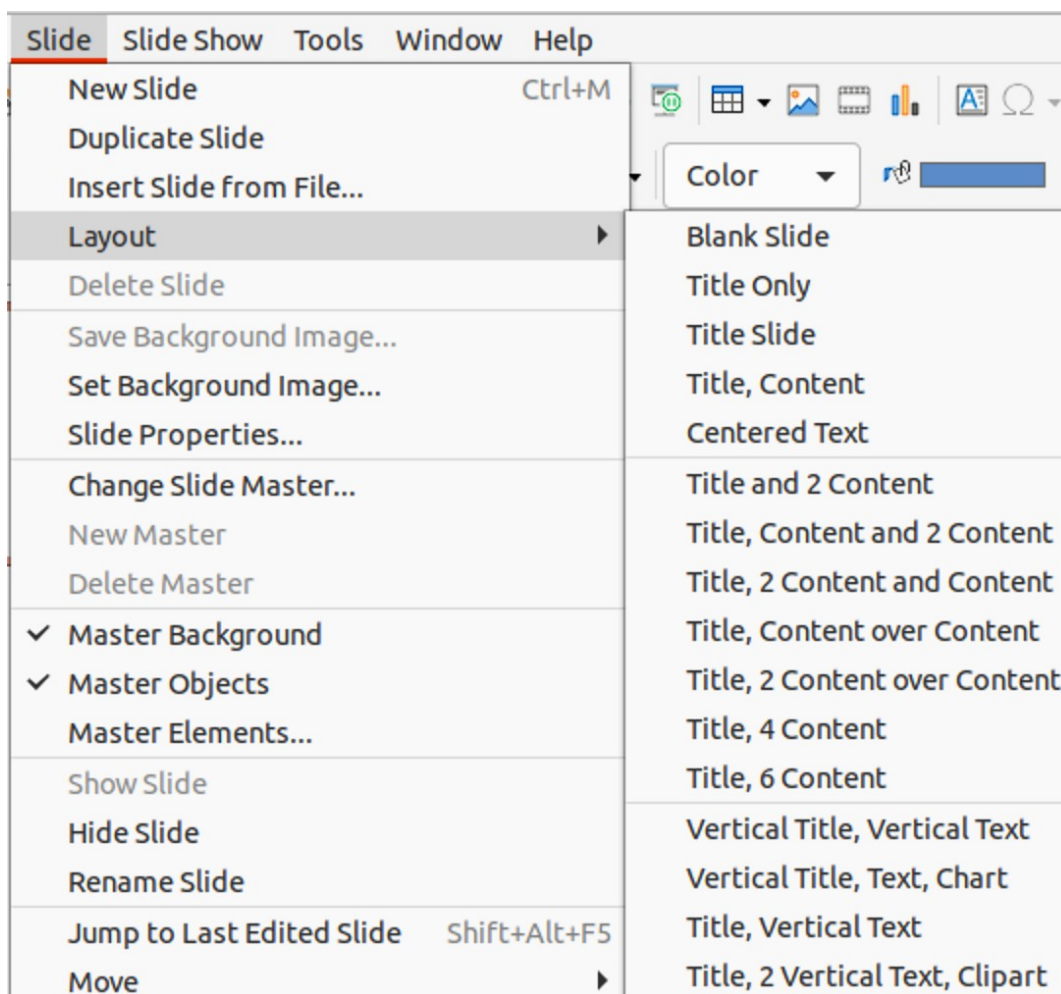 Slide Slide Show Tools Window Help
New Slide Ctrl+M
Duplicate Slide
Insert Slide from File...
Layout
Delete Slide
Save Background Image...
Set Background Image...
Slide Properties...
Change Slide Master...
New Master
Delete Master
Master Background
Master Objects
Master Elements...
Show Slide
Hide Slide
Rename Slide
Jump to Last Edited Slide Shift+Alt+F5
Move
Color
Blank Slide
Title Only
Title Slide
Title, Content
Centered Text
Title and 2 Content
Title, Content and 2 Content
Title, 2 Content and Content
Title, Content over Content
Title, 2 Content over Content
Title, 4 Content
Title, 6 Content
Vertical Title, Vertical Text
Vertical Title, Text, Chart
Title, Vertical Text
Title, 2 Vertical Text, Clipart